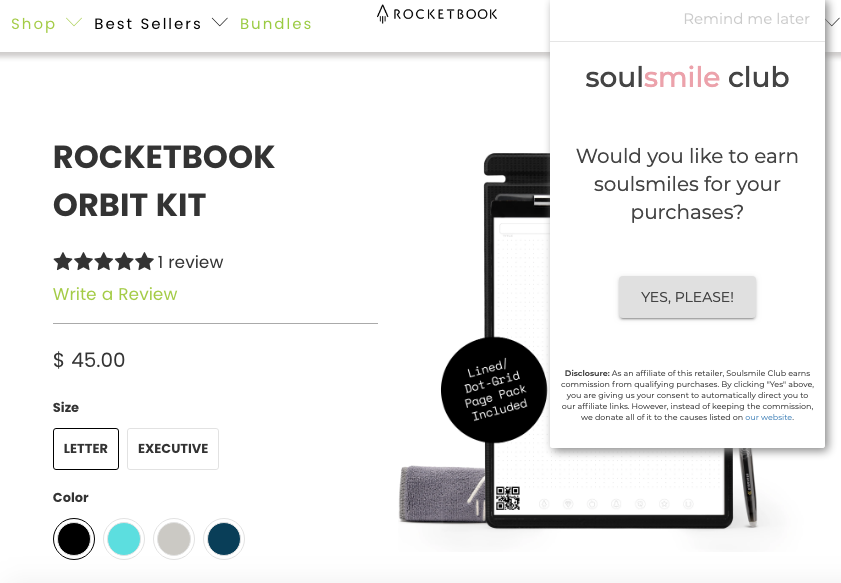 Shop Best Sellers Bundles
ROCKETBOOK
Remind me later
soulsmile club
Would you like to earn
soulsmiles for your
purchases?
YES, PLEASE!
Disclosure: As an affiliate of this retailer, Soulsmile Club earns
commission from qualifying purchases. By clicking "Yes" above,
you are giving us your consent to automatically direct you to
our affiliate links. However, instead of keeping the commission,
we donate all of it to the causes listed on our website.
ROCKETBOOK
ORBIT KIT
1 review
Write a Review
$ 45.00
Size
LETTER EXECUTIVE
Color
Lined/
Dot-Grid
Page Pack
Included